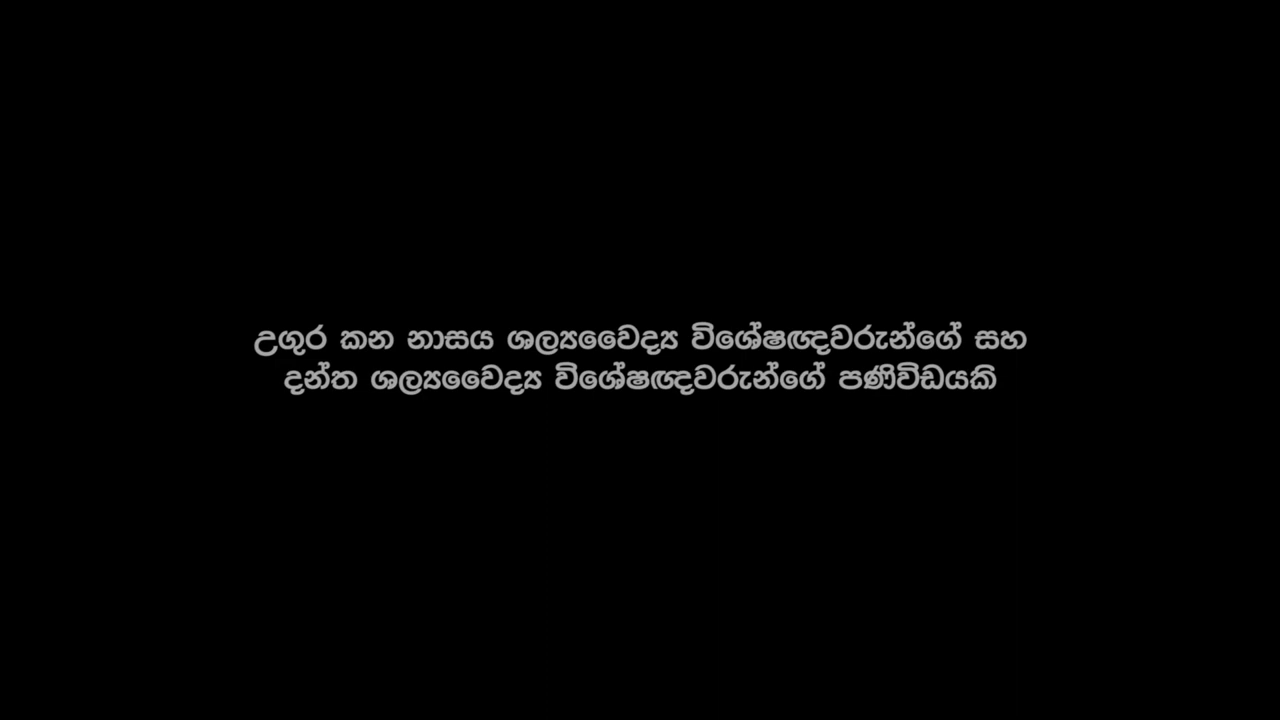 උගුර කන නාසය ශල්‍යවෛද්‍ය විශේෂඥවරුන්ගේ සහ
දන්ත ශල්‍යවෛද්‍ය විශේෂඥවරුන්ගේ පණිවිඩයකි